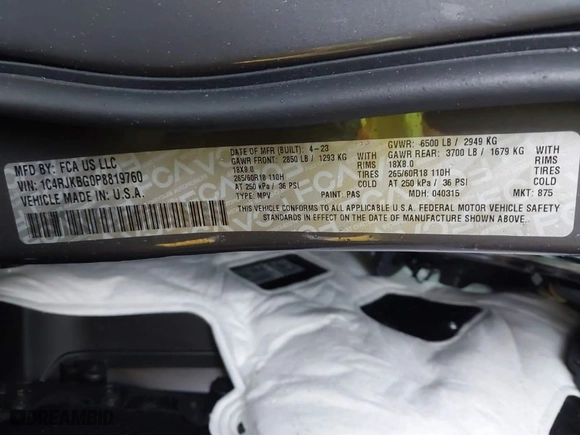 MFD BY: FCA US LLC
VIN: 1C4RJKBG0P8819760
VEHICLE MADE IN: U.S.A.
DATE OF MFR (BUILT): 4-23
GAWR FRONT: 2850 LB / 1293 KG
18X8.0 RIMS
265/60R18 110H TIRES
AT 250 kPa / 36 PSI COLD
TYPE: MPV
GVWR: 6500 LB / 2949 KG
GAWR REAR: 3700 LB / 1679 KG
18X8.0 RIMS
265/60R18 110H TIRES
AT 250 kPa / 36 PSI COLD
MDH: 040315
PAINT:
MKT: 875
THIS VEHICLE CONFORMS TO ALL APPLICABLE U.S.A. FEDERAL MOTOR VEHICLE SAFETY
STANDARDS IN EFFECT ON THE DATE OF MANUFACTURE SHOWN ABOVE.
DREAMBID